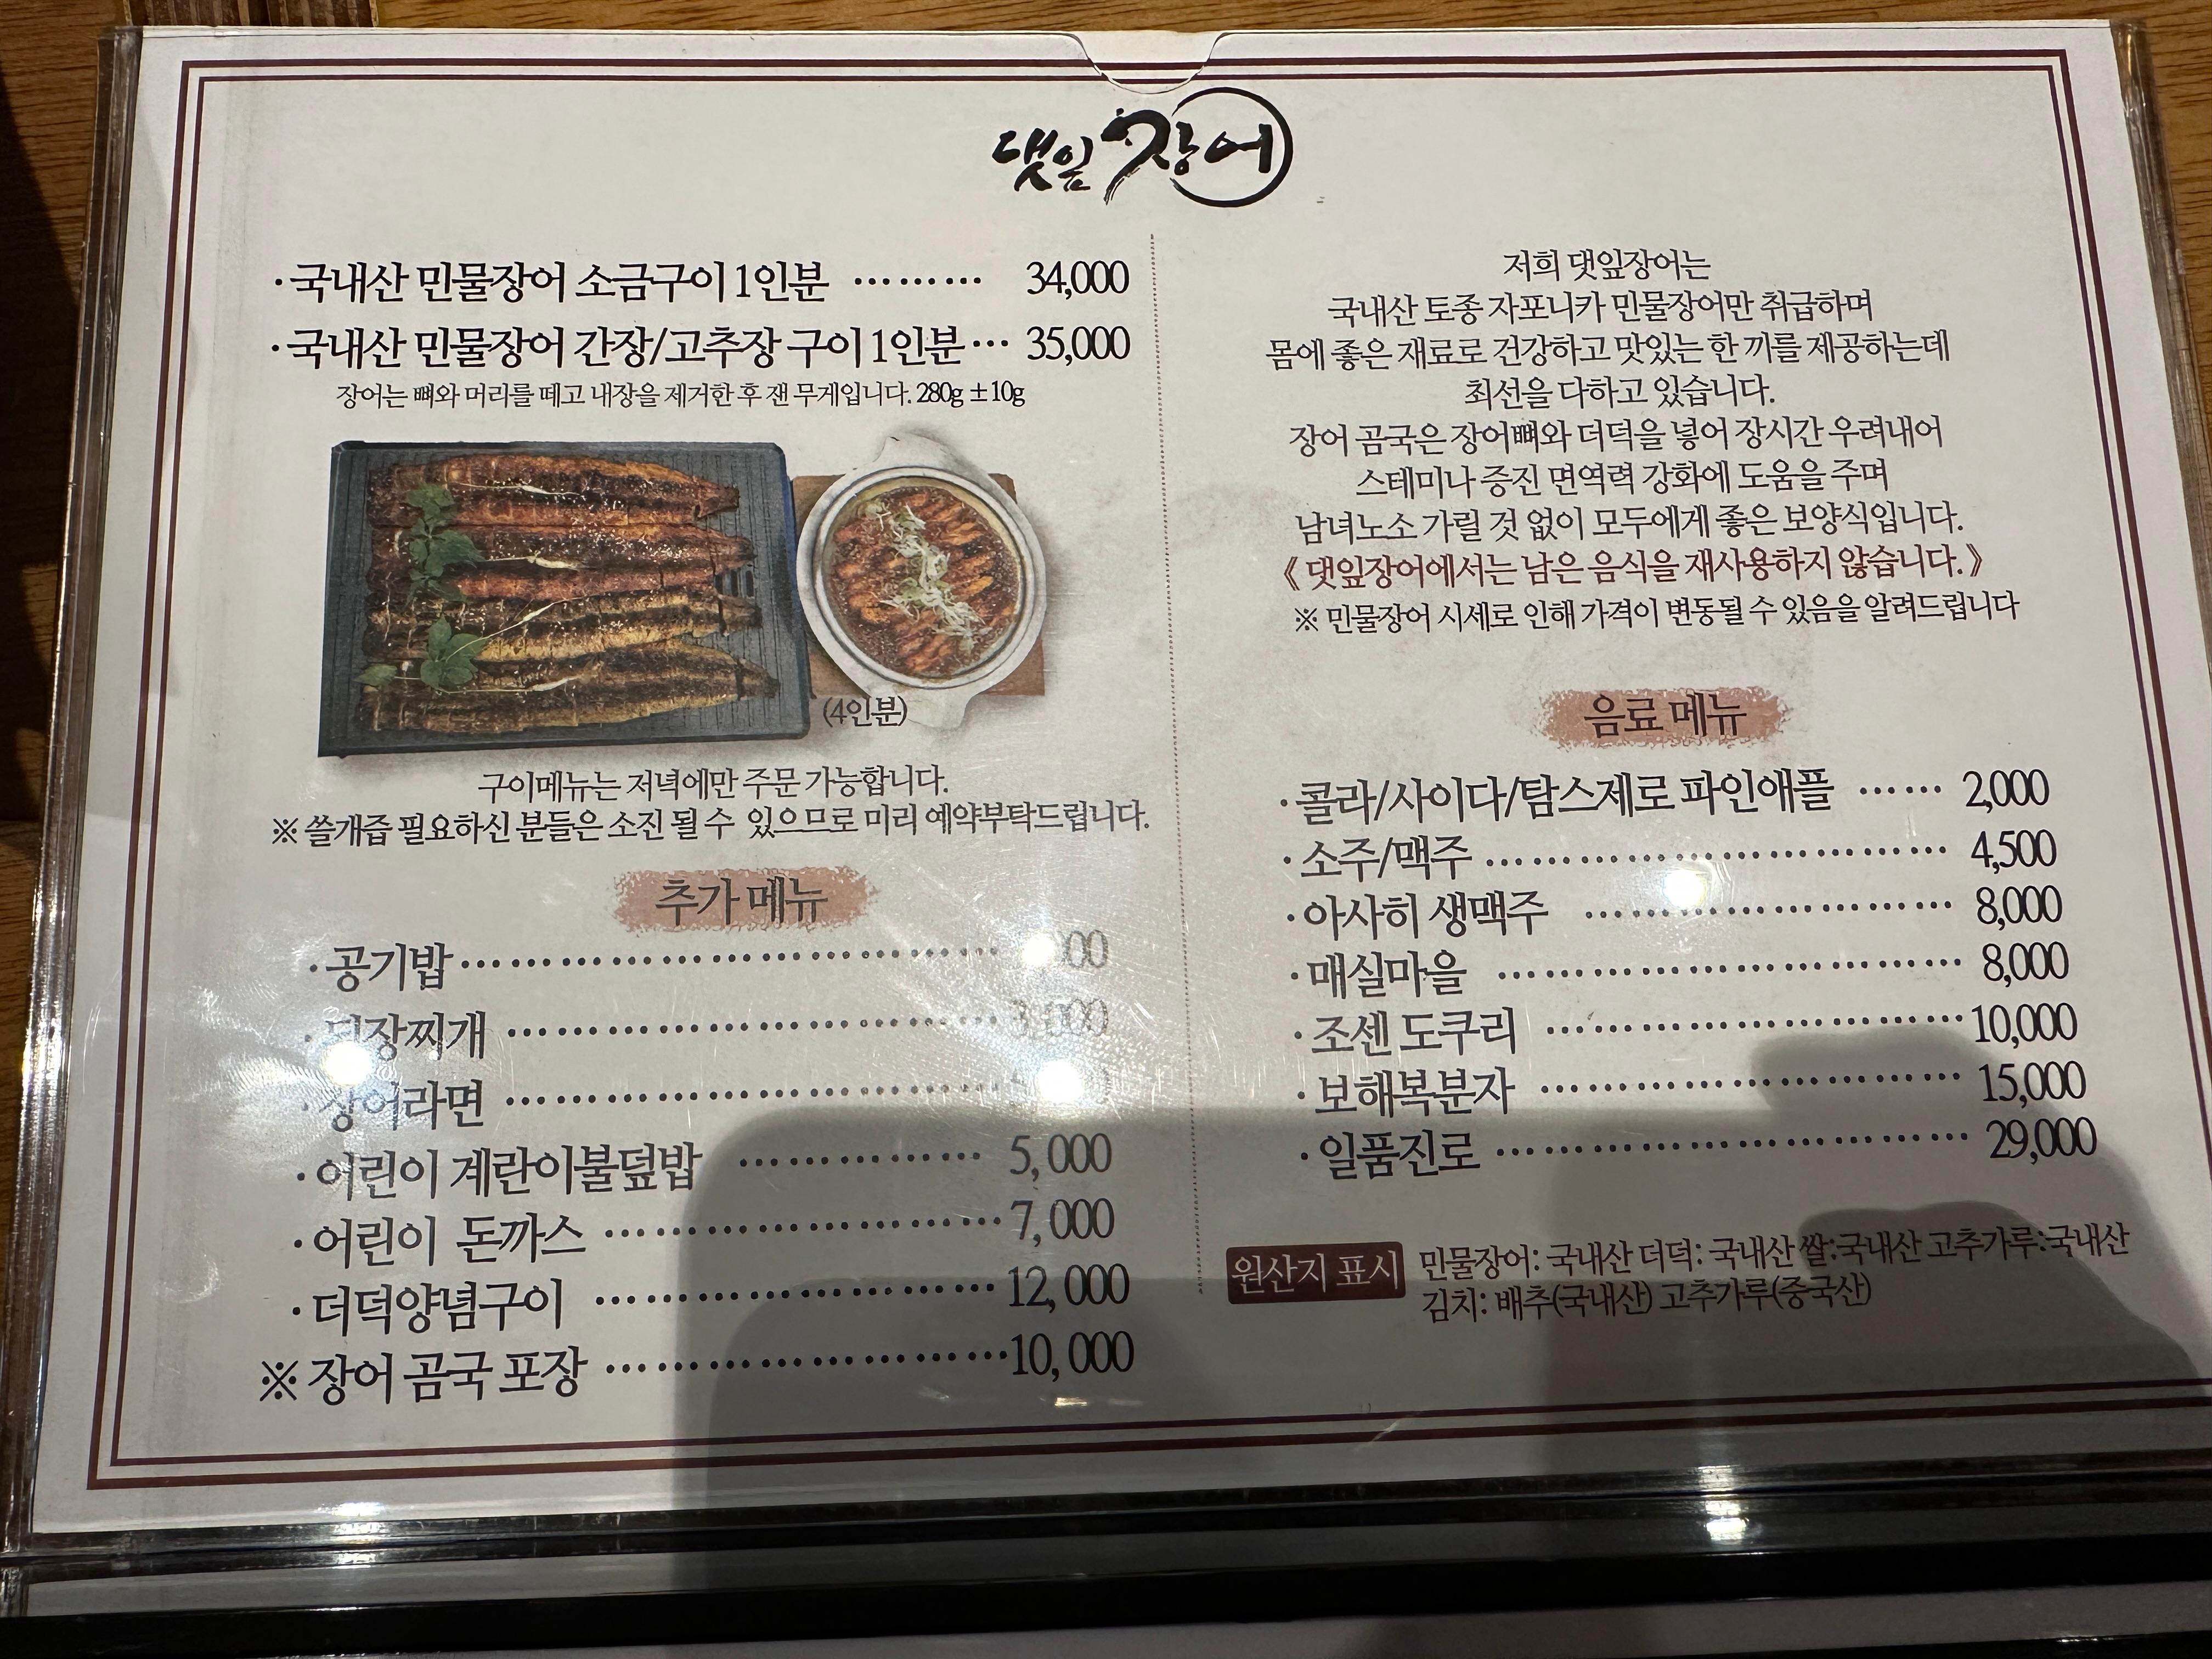 댓잎장어
·국내산 민물장어 소금구이 1인분 ……… 34,000
·국내산 민물장어 간장/고추장 구이 1인분… 35,000
장어는 뼈와 머리를 떼고 내장을 제거한 후 잰 무게입니다. 280g ±10g
(4인분)
구이메뉴는 저녁에만 주문 가능합니다.
※ 쓸개즙 필요하신 분들은 소진 될 수 있으므로 미리 예약부탁드립니다.
추가 메뉴
·공기밥
·된장찌개 ………………… 3,000
·장어라면
·어린이 계란이불덮밥 ………… 5,000
·어린이 돈까스 ……………… 7,000
·더덕양념구이 ……………… 12,000
※ 장어 곰국 포장 ……………… 10,000
저희 댓잎장어는
국내산 토종 자포니카 민물장어만 취급하며
몸에 좋은 재료로 건강하고 맛있는 한 끼를 제공하는데
최선을 다하고 있습니다.
장어 곰국은 장어뼈와 더덕을 넣어 장시간 우려내어
스테미나 증진 면역력 강화에 도움을 주며
남녀노소 가릴 것 없이 모두에게 좋은 보양식입니다.
《 댓잎장어에서는 남은 음식을 재사용하지 않습니다. 》
※ 민물장어 시세로 인해 가격이 변동될 수 있음을 알려드립니다
음료 메뉴
·콜라/사이다/탐스제로 파인애플 …… 2,000
·소주/맥주 ………………… 4,500
·아사히 생맥주 ……………… 8,000
·매실마을 ………………… 8,000
·조센 도쿠리 ……………… 10,000
·보해복분자 ……………… 15,000
·일품진로 ………………… 29,000
원산지 표시
민물장어: 국내산 더덕: 국내산 쌀:국내산 고추가루:국내산
김치: 배추(국내산) 고추가루(중국산)